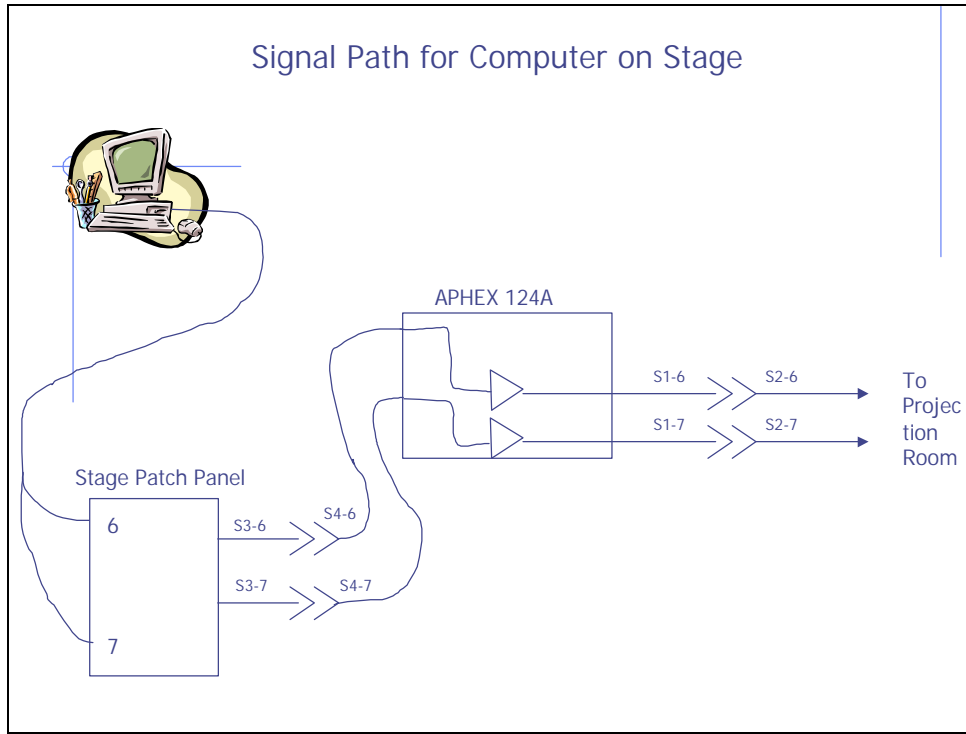 Signal Path for Computer on Stage
APHEX 124A
S1-6
S2-6
S1-7
S2-7
To
Projec
tion
Room
Stage Patch Panel
6
S3-6
S4-6
S3-7
S4-7
7